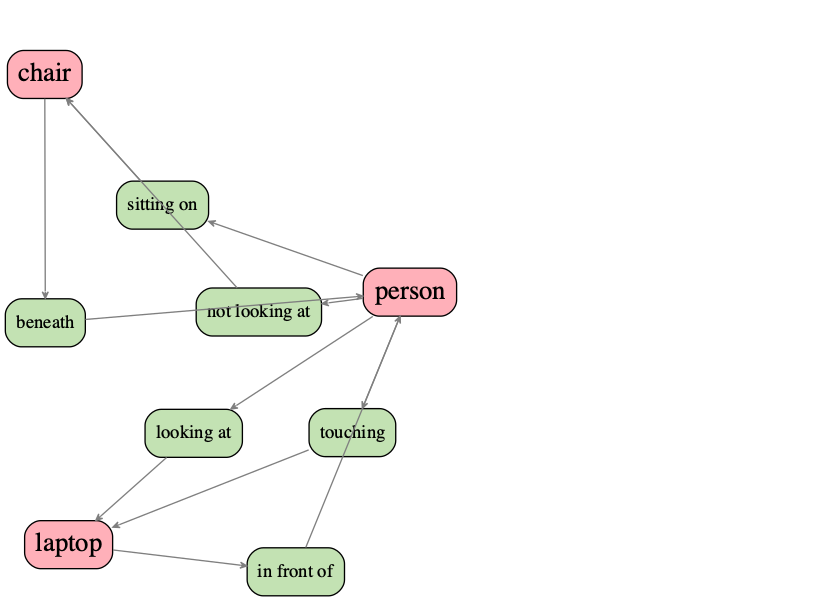 chair
sitting on
person
not looking at
beneath
looking at
touching
laptop
in front of